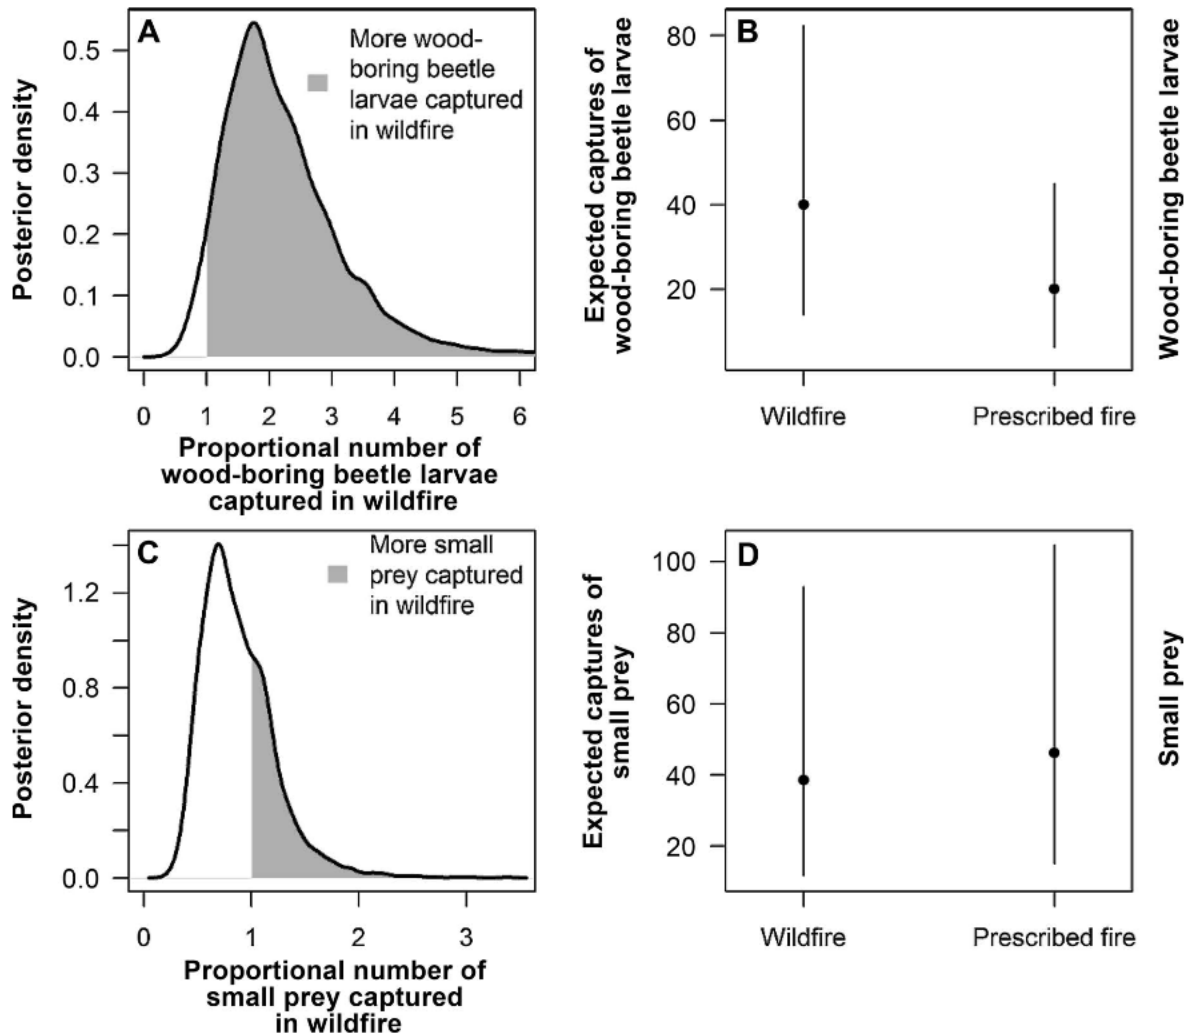 A
More wood-
boring beetle
larvae captured
in wildfire
Posterior density
0.5
0.4
0.3
0.2
0.1
0.0
0 1 2 3 4 5 6
Proportional number of
wood-boring beetle larvae
captured in wildfire
B
Expected captures of
wood-boring beetle larvae
80
60
40
20
Wildfire Prescribed fire
Wood-boring beetle larvae
C
More small
prey captured
in wildfire
Posterior density
1.2
0.8
0.4
0.0
0 1 2 3
Proportional number of
small prey captured
in wildfire
D
Expected captures of
small prey
100
80
60
40
20
Wildfire Prescribed fire
Small prey